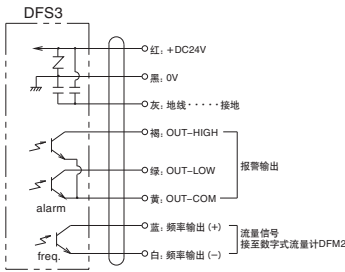 DFS3
红: +DC24V
黑: 0V
灰: 地线·····接地
褐: OUT-HIGH
绿: OUT-LOW
报警输出
黄: OUT-COM
alarm
蓝: 频率输出 (+)
流量信号
接至数字式流量计DFM2
白: 频率输出 (-)
freq.